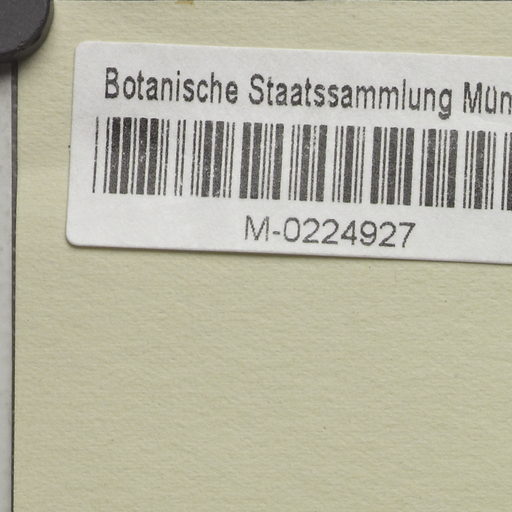 Botanische Staatssammlung Mün
M-0224927